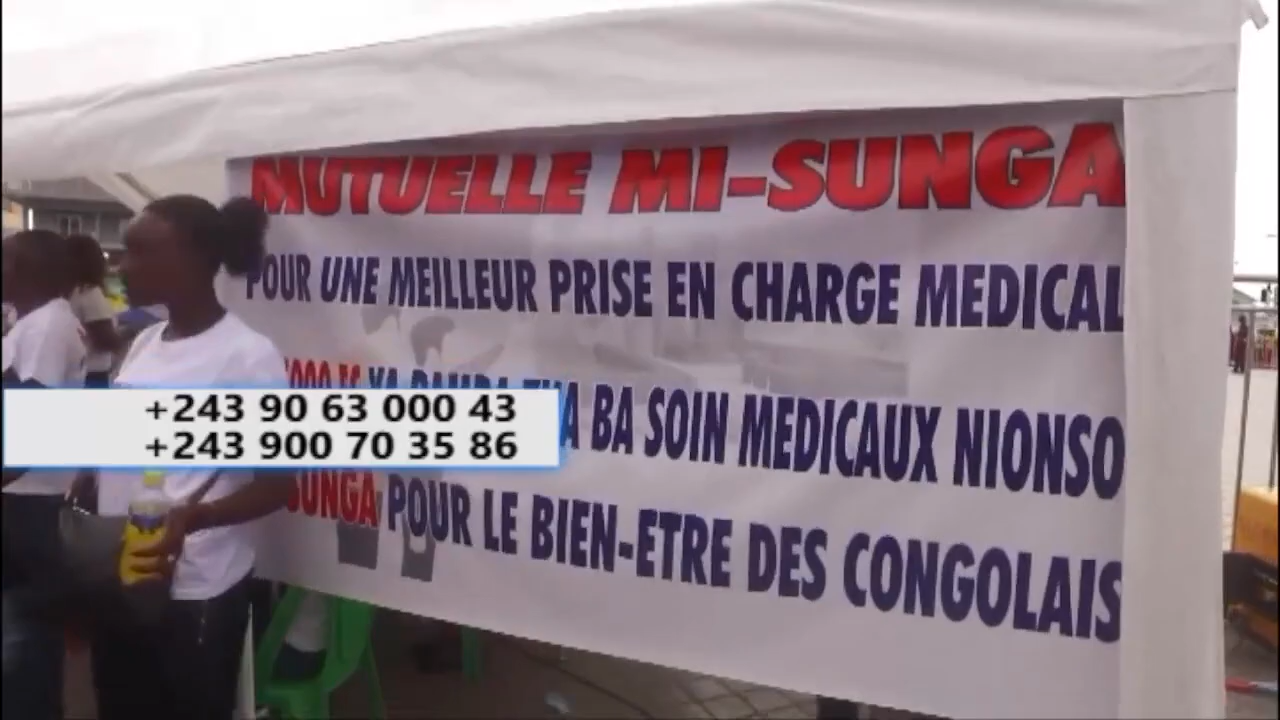 MUTUELLE MI-SUNGA
POUR UNE MEILLEUR PRISE EN CHARGE MEDICAL
BA SOIN MEDICAUX NIONSO
+243 90 63 000 43
+243 900 70 35 86
SUNGA POUR LE BIEN-ETRE DES CONGOLAIS